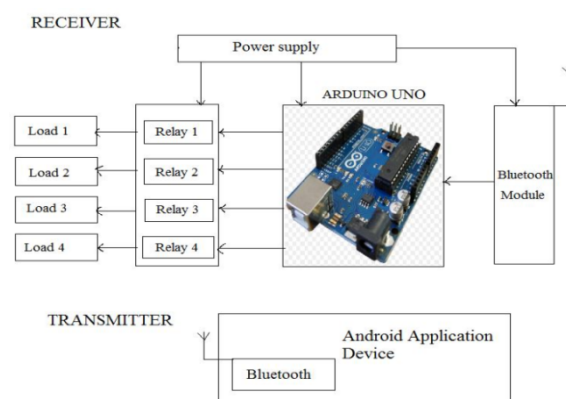 RECEIVER
Power supply
ARDUINO UNO
Load 1
Relay 1
Load 2
Relay 2
Load 3
Relay 3
Load 4
Relay 4
Bluetooth
Module
TRANSMITTER
Android Application
Device
Bluetooth